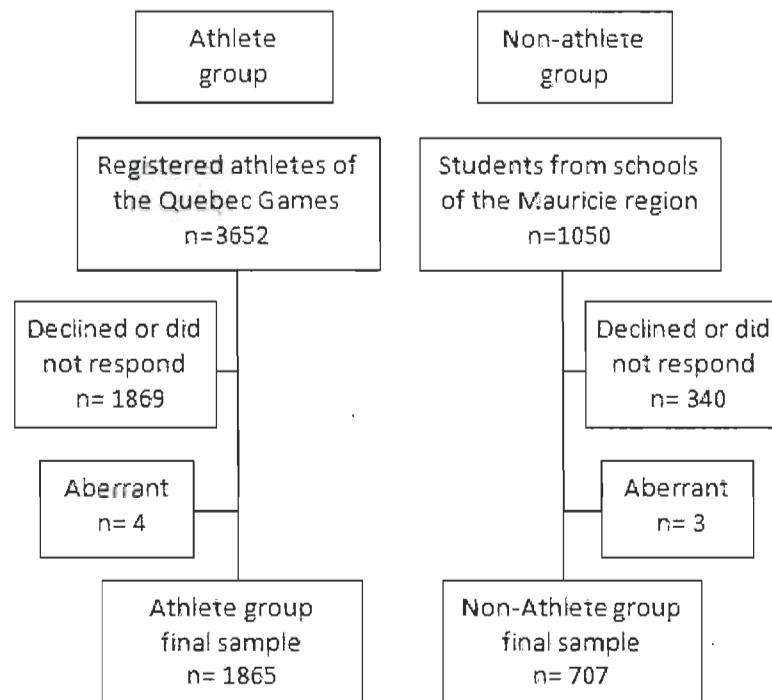 Athlete
group
Non-athlete
group
Registered athletes of
the Quebec Games
n=3652
Students from schools
of the Mauricie region
n=1050
Declined or did
not respond
n= 1869
Declined or did
not respond
n= 340
Aberrant
n= 4
Aberrant
n= 3
Athlete group
final sample
n= 1865
Non-Athlete group
final sample
n= 707